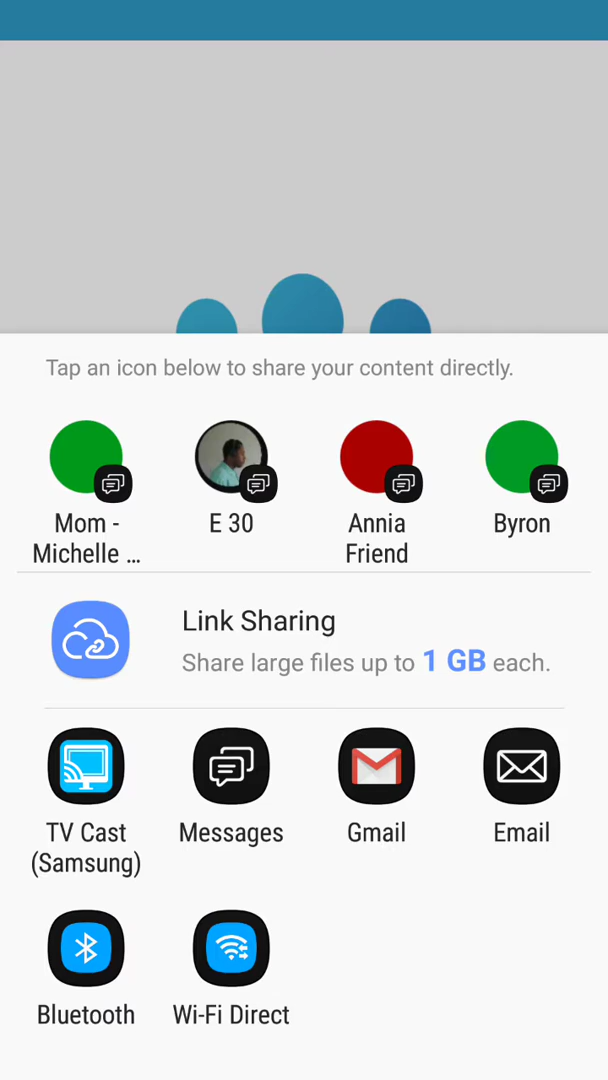 Tap an icon below to share your content directly.
Mom -
Michelle ...
E 30
Annia
Friend
Byron
Link Sharing
Share large files up to 1 GB each.
TV Cast
(Samsung)
Messages
Gmail
Email
Bluetooth
Wi-Fi Direct